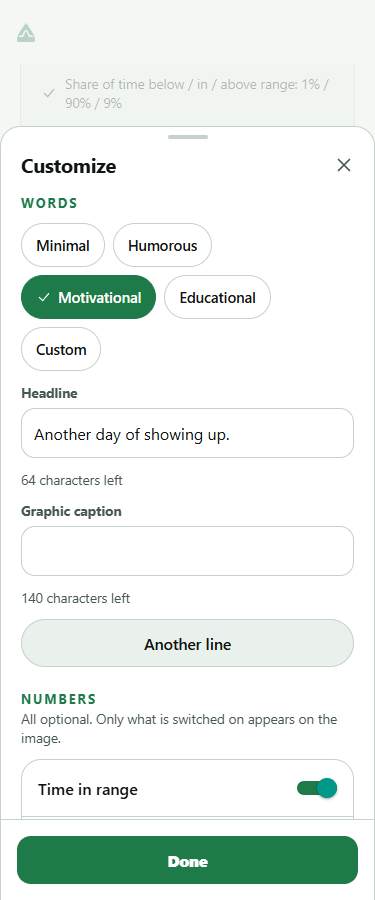 Share of time below / in / above range: 1% /
90% / 9%
Customize
WORDS
Minimal
Humorous
Motivational
Educational
Custom
Headline
Another day of showing up.
64 characters left
Graphic caption
140 characters left
Another line
NUMBERS
All optional. Only what is switched on appears on the
image.
Time in range
Done